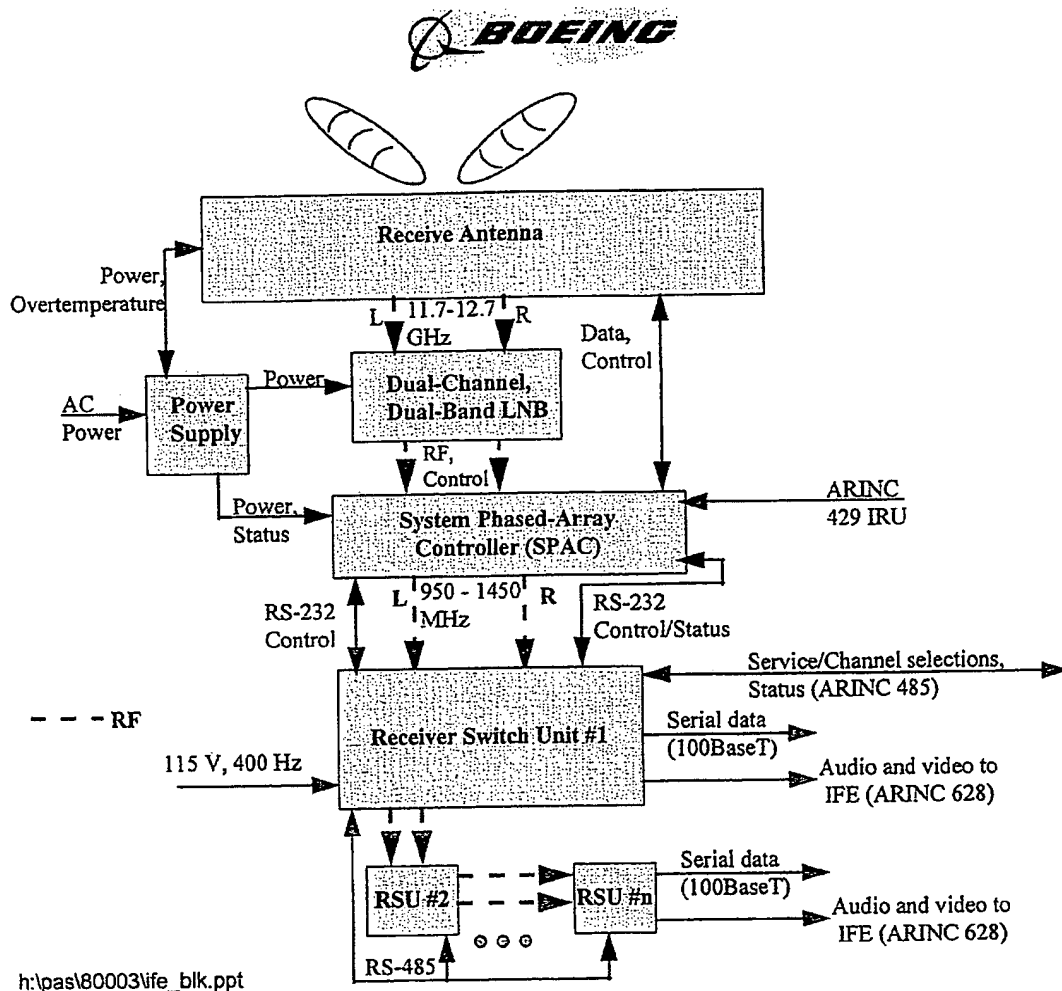 BOEING
Receive Antenna
Power,
Overtemperature
L
11.7-12.7
GHz
R
Data,
Control
Power
Dual-Channel,
Dual-Band LNB
AC
Power
Power
Supply
RF,
Control
Power,
Status
System Phased-Array
Controller (SPAC)
ARINC
429 IRU
RS-232
Control
L
950 - 1450
MHz
R
RS-232
Control/Status
Service/Channel selections,
Status (ARINC 485)
RF
Receiver Switch Unit #1
Serial data
(100BaseT)
115 V, 400 Hz
Audio and video to
IFE (ARINC 628)
RSU #2
RSU #n
Serial data
(100BaseT)
Audio and video to
IFE (ARINC 628)
RS-485
h:\pas\80003\ife_blk.ppt